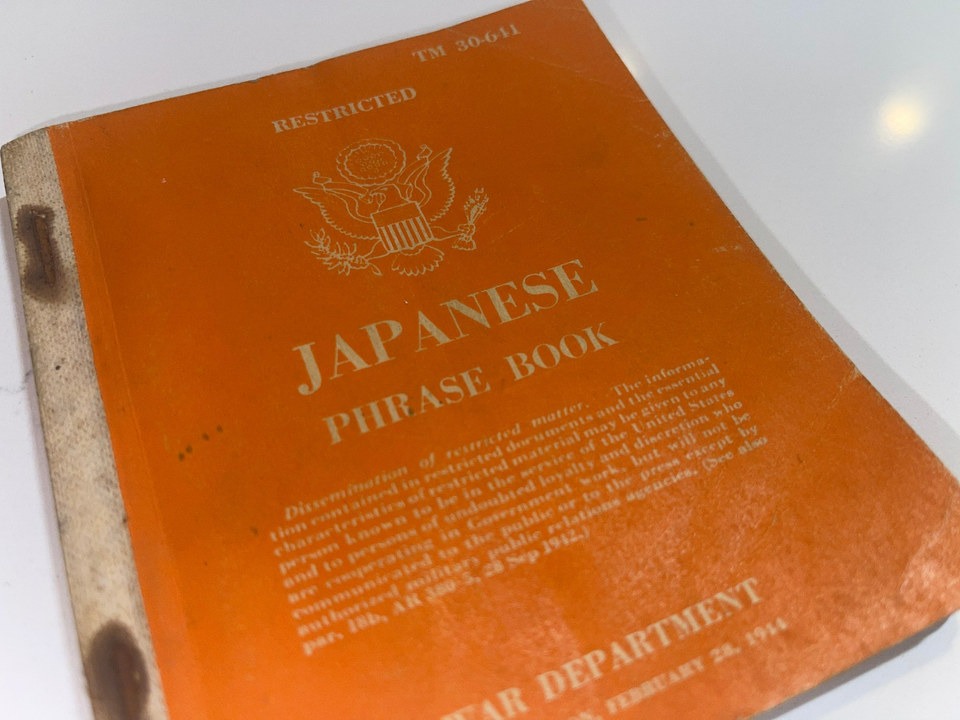 TM 30-641
RESTRICTED
JAPANESE
PHRASE BOOK
Dissemination of restricted matter. The informa-
tion contained in restricted documents and the essential
characteristics of restricted material may be given to any
person known to be in the service of the United States
and to persons of undoubted loyalty and discretion who
are cooperating in Government work, but will not be
communicated to the public or to the press except by
authorized military public relations agencies. (See also
par. 18b, AR 380-5, 28 Sep 1942.)
WAR DEPARTMENT
FEBRUARY 28, 1944